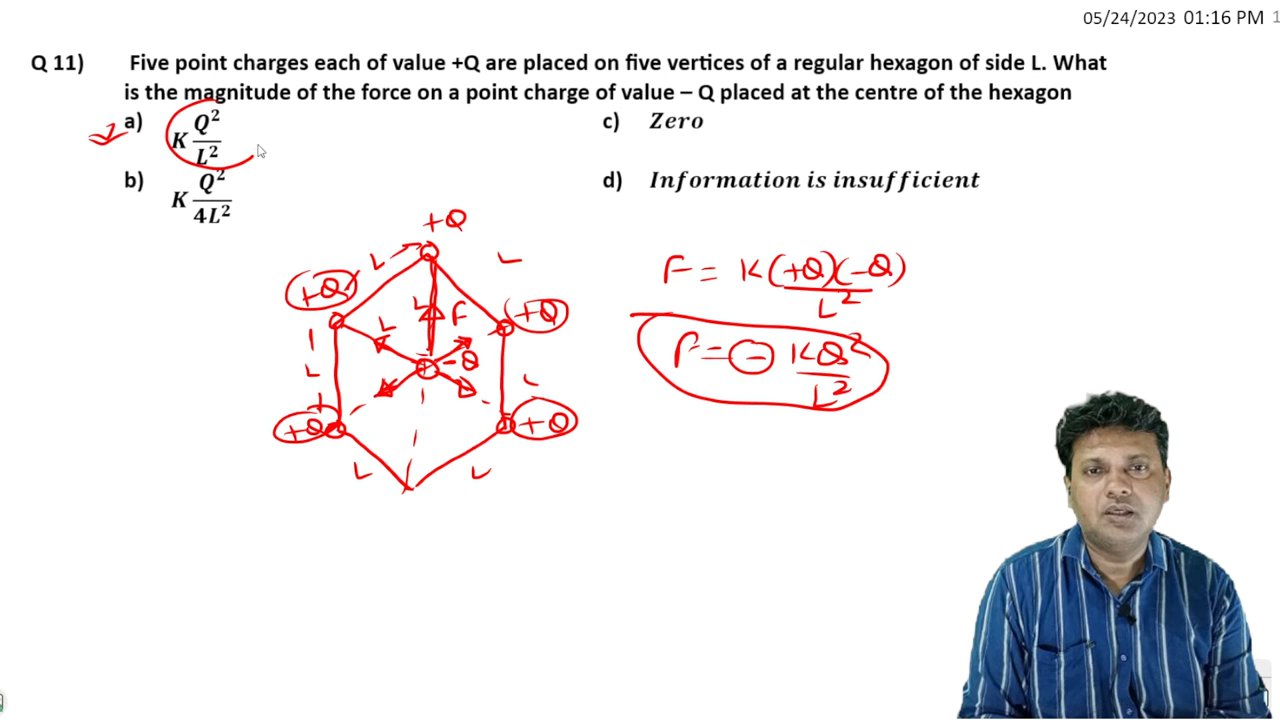 05/24/2023 01:16 PM 1
Q 11) Five point charges each of value +Q are placed on five vertices of a regular hexagon of side L. What
is the magnitude of the force on a point charge of value – Q placed at the centre of the hexagon
a) K Q²/L² c) Zero
b) K Q²/4L² d) Information is insufficient
+Q
L L
+Q +Q
L L F
L -Q L
+Q +Q
L L
F = K(+Q)(-Q)/L²
F = - KQ²/L²